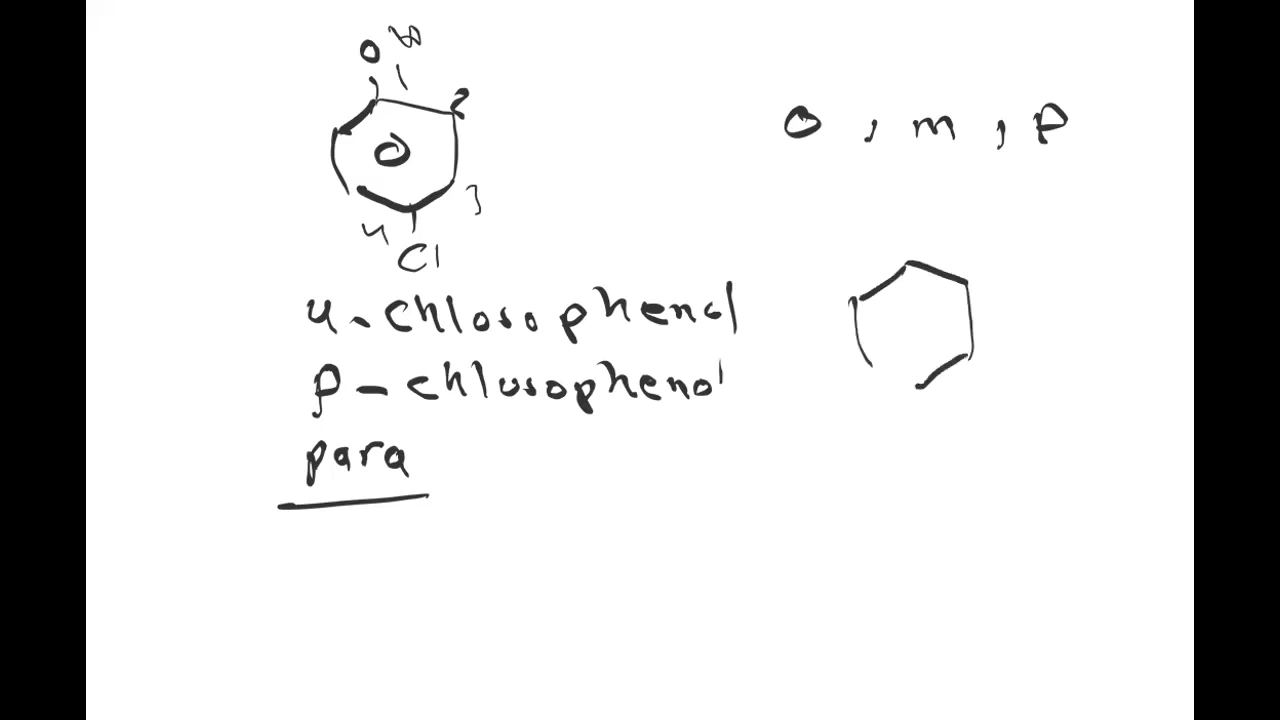 OH
1
2
3
4
Cl
O, m, p
4-chlorophenol
p-chlorophenol
para